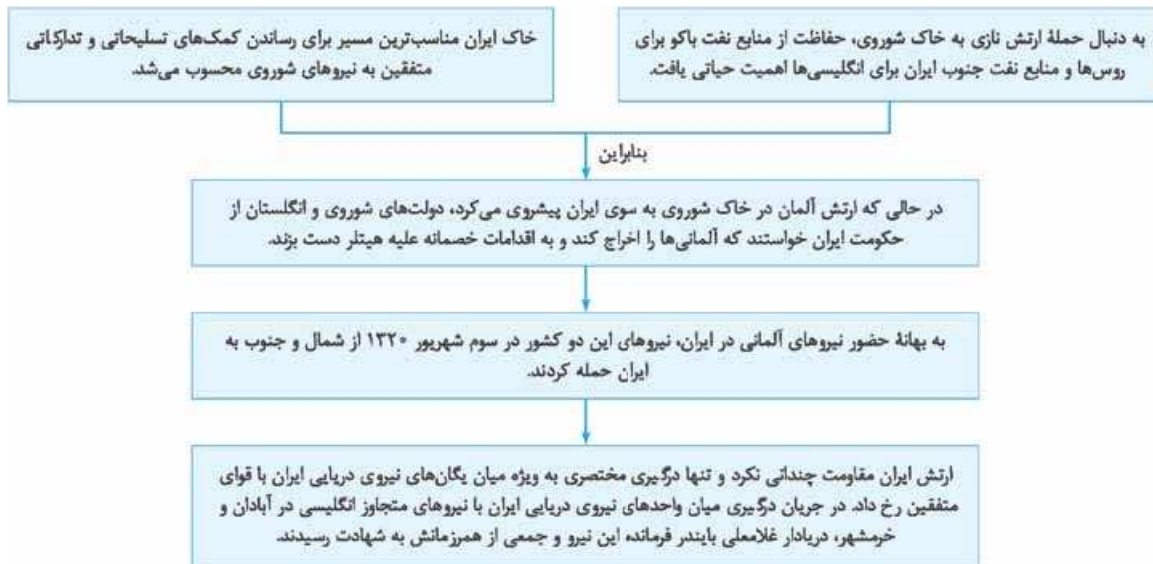 به دنبال حملهٔ ارتش نازی به خاک شوروی، حفاظت از منابع نفت باکو برای
روس‌ها و منابع نفت جنوب ایران برای انگلیسی‌ها اهمیت حیاتی یافت.
خاک ایران مناسب‌ترین مسیر برای رساندن کمک‌های تسلیحاتی و تدارکاتی
متفقین به نیروهای شوروی محسوب می‌شد.
بنابراین
در حالی که ارتش آلمان در خاک شوروی به سوی ایران پیشروی می‌کرد، دولت‌های شوروی و انگلستان از
حکومت ایران خواستند که آلمانی‌ها را اخراج کند و به اقدامات خصمانه علیه هیتلر دست بزند.
به بهانهٔ حضور نیروهای آلمانی در ایران، نیروهای این دو کشور در سوم شهریور ۱۳۲۰ از شمال و جنوب به
ایران حمله کردند.
ارتش ایران مقاومت چندانی نکرد و تنها درگیری مختصری به ویژه میان یگان‌های نیروی دریایی ایران با قوای
متفقین رخ داد. در جریان درگیری میان واحدهای نیروی دریایی ایران با نیروهای متجاوز انگلیسی در آبادان و
خرمشهر، دریادار غلامعلی بایندر فرمانده این نیرو و جمعی از همرزمانش به شهادت رسیدند.